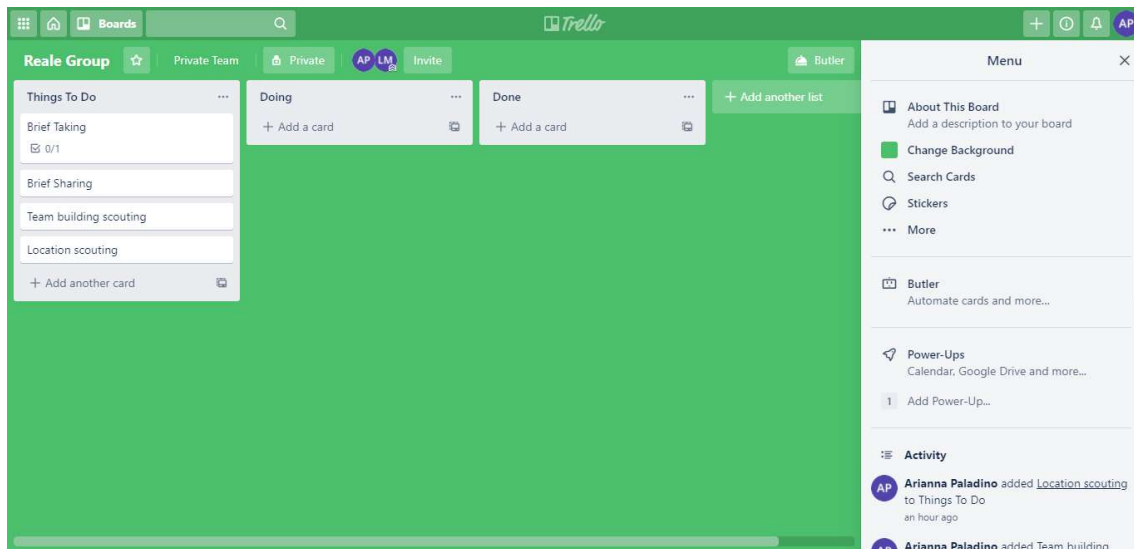 Boards
Trello
AP
Reale Group
Private Team
Private
AP LM
Invite
Butler
Things To Do
Brief Taking
0/1
Brief Sharing
Team building scouting
Location scouting
+ Add another card
Doing
+ Add a card
Done
+ Add a card
+ Add another list
Menu
About This Board
Add a description to your board
Change Background
Search Cards
Stickers
More
Butler
Automate cards and more...
Power-Ups
Calendar, Google Drive and more...
1 Add Power-Up...
Activity
AP
Arianna Paladino added Location scouting
to Things To Do
an hour ago
AP
Arianna Paladino added Team building